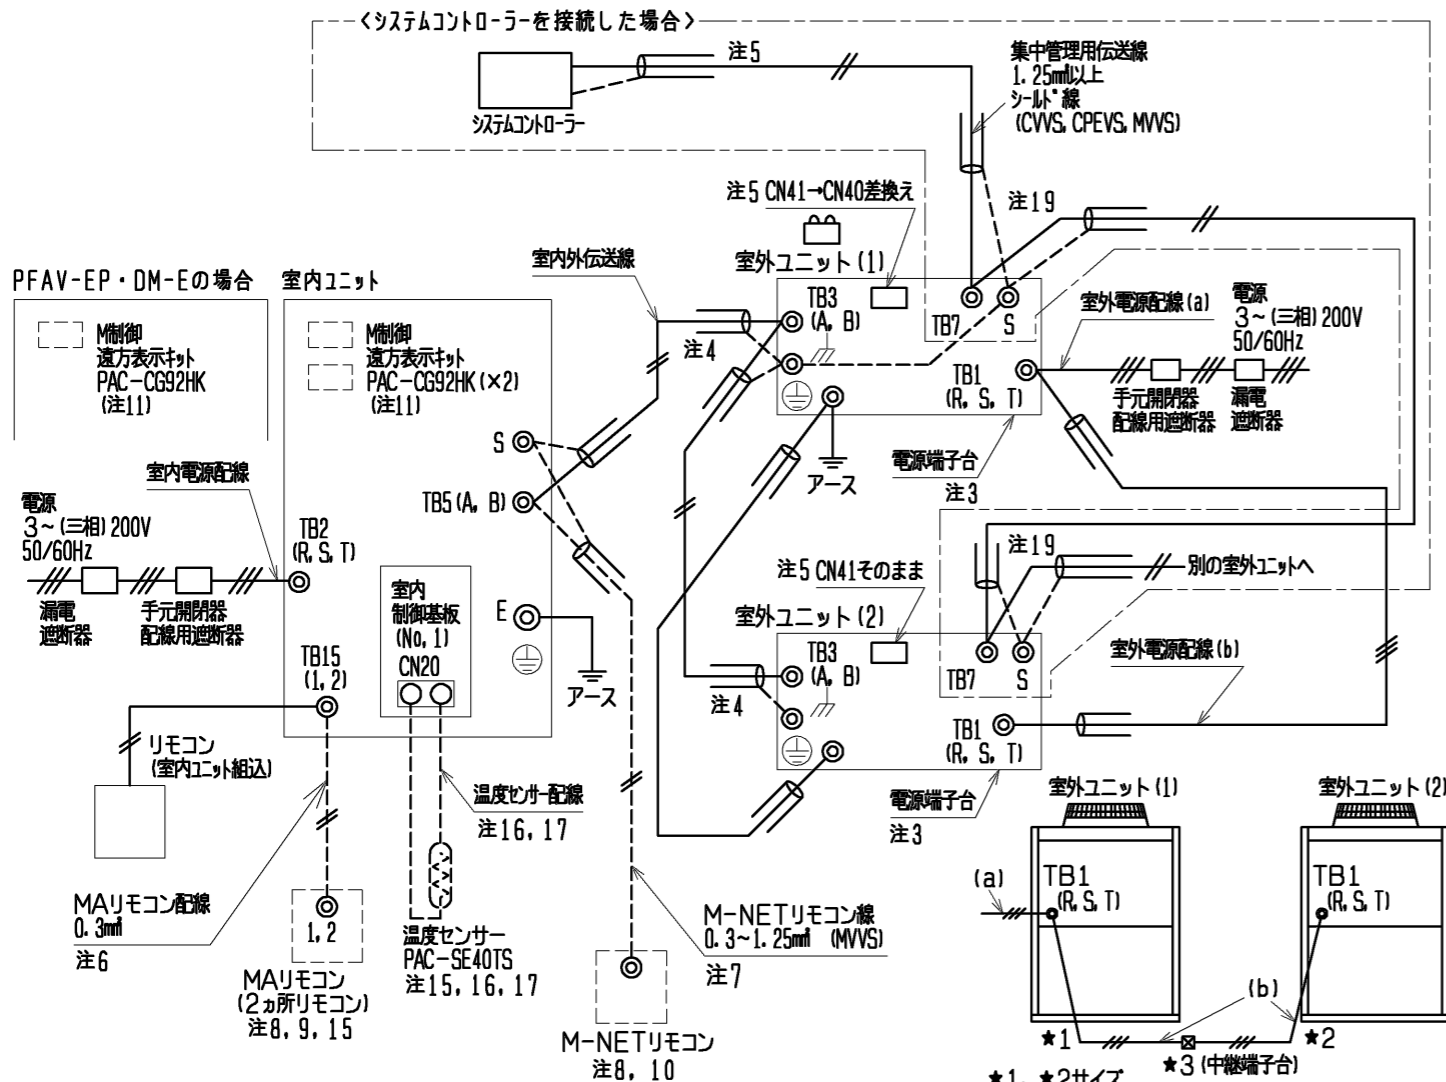 <システムコントローラーを接続した場合>
システムコントローラー
注5
集中管理用伝送線
1.25㎟以上
シールド線
(CVVS, CPEVS, MVVS)
注5 CN41→CN40差換え
注19
室内外伝送線
室外ユニット(1)
TB3
(A, B)
TB7
S
注4
TB1
(R, S, T)
室外電源配線(a)
電源
3~(三相)200V
50/60Hz
手元開閉器
配線用遮断器
漏電
遮断器
アース
電源端子台
注3
PFAV-EP・DM-Eの場合
M制御
遠方表示キット
PAC-CG92HK
(注11)
室内ユニット
M制御
遠方表示キット
PAC-CG92HK(×2)
(注11)
室内電源配線
電源
3~(三相)200V
50/60Hz
漏電
遮断器
手元開閉器
配線用遮断器
TB2
(R, S, T)
S
TB5(A, B)
室内
制御基板
(No, 1)
CN20
E
アース
TB15
(1, 2)
リモコン
(室内ユニット組込)
MAリモコン配線
0.3㎟
注6
1, 2
MAリモコン
(2ヵ所リモコン)
注8, 9, 15
温度センサー配線
注16, 17
温度センサー
PAC-SE40TS
注15, 16, 17
M-NETリモコン線
0.3~1.25㎟ (MVVS)
注7
M-NETリモコン
注8, 10
注5 CN41そのまま
注19
別の室外ユニットへ
室外ユニット(2)
TB3
(A, B)
TB7
S
注4
TB1
(R, S, T)
室外電源配線(b)
電源端子台
注3
室外ユニット(1)
室外ユニット(2)
(a)
TB1
(R, S, T)
TB1
(R, S, T)
(b)
★1
★2
★3(中継端子台)
★1, ★2サイズ